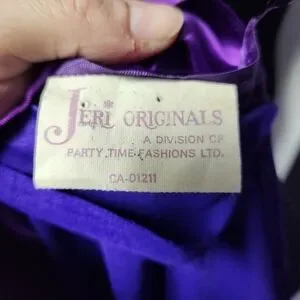 JERI ORIGINALS
A DIVISION OF
PARTY TIME FASHIONS LTD.
CA-01211